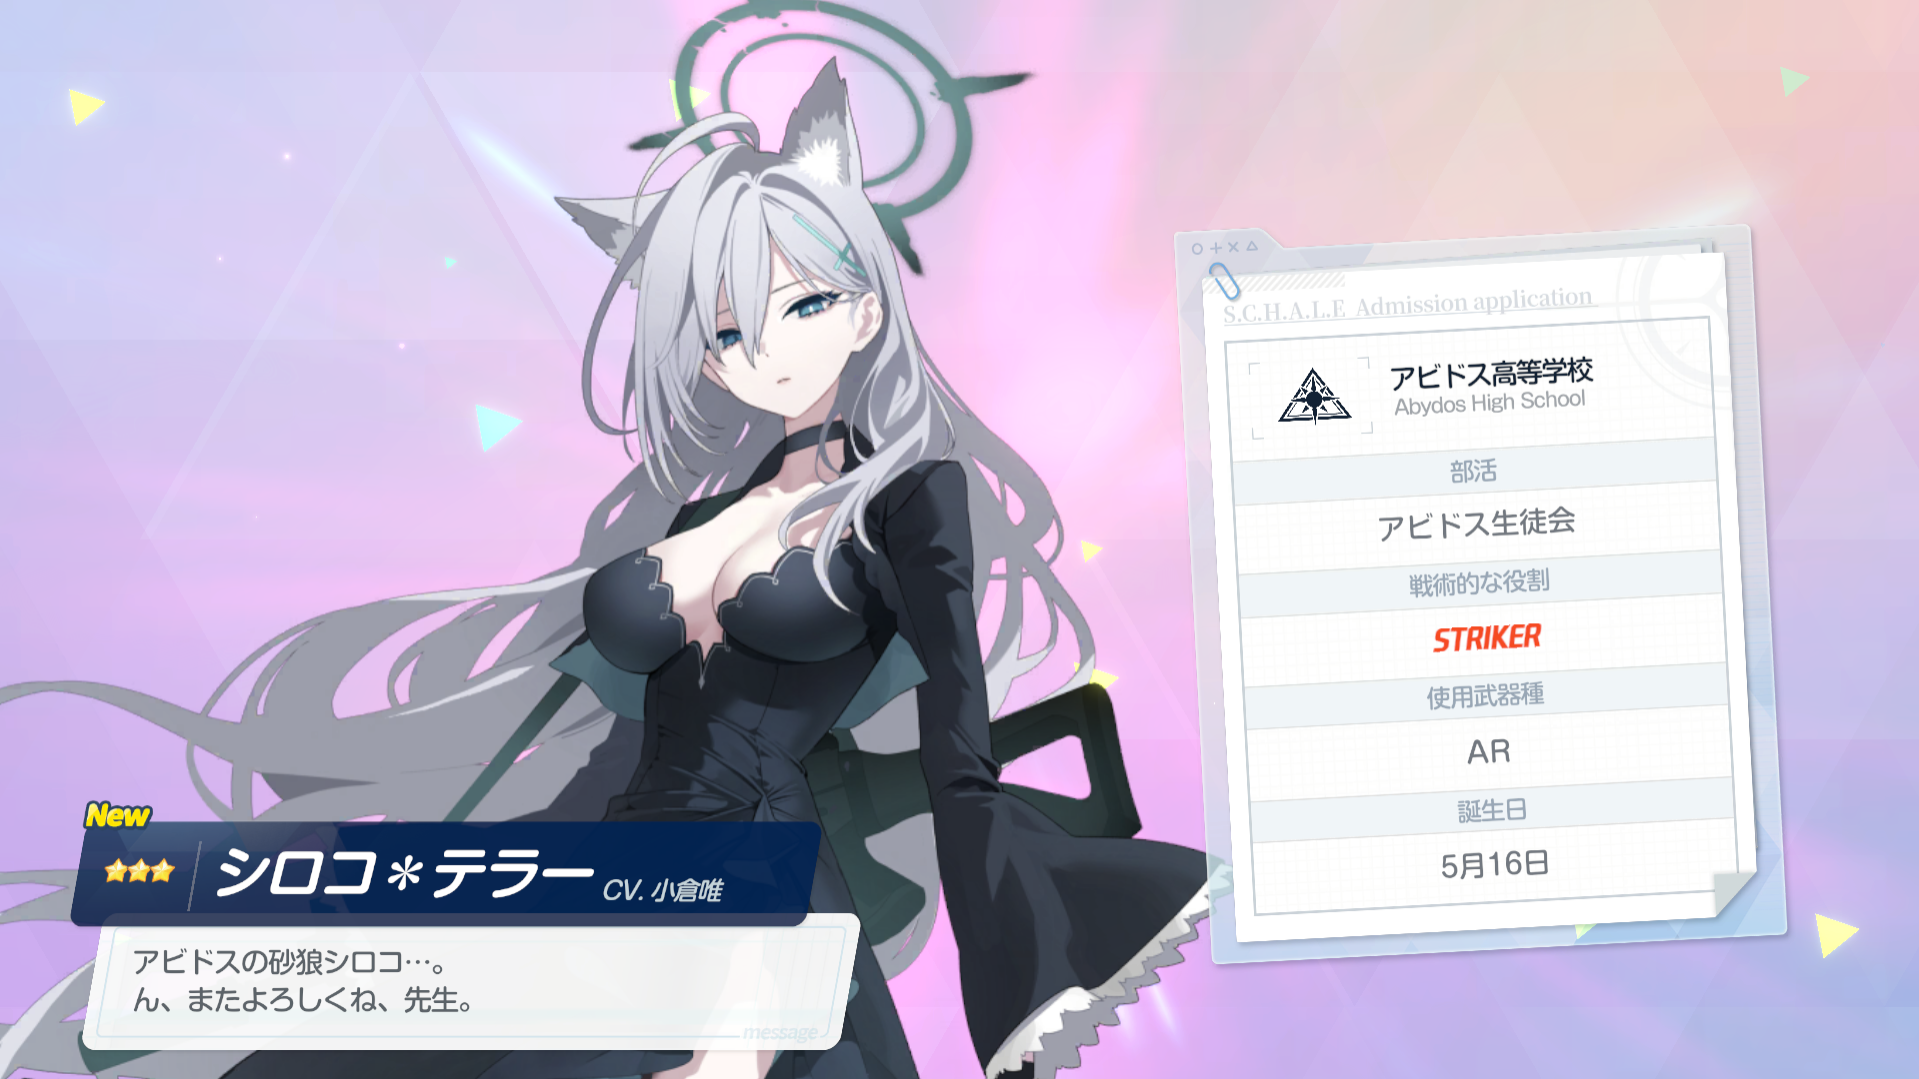 New
シロコ＊テラー CV. 小倉唯
アビドスの砂狼シロコ…。
ん、またよろしくね、先生。
message
S.C.H.A.L.E Admission application
アビドス高等学校
Abydos High School
部活
アビドス生徒会
戦術的な役割
STRIKER
使用武器種
AR
誕生日
5月16日